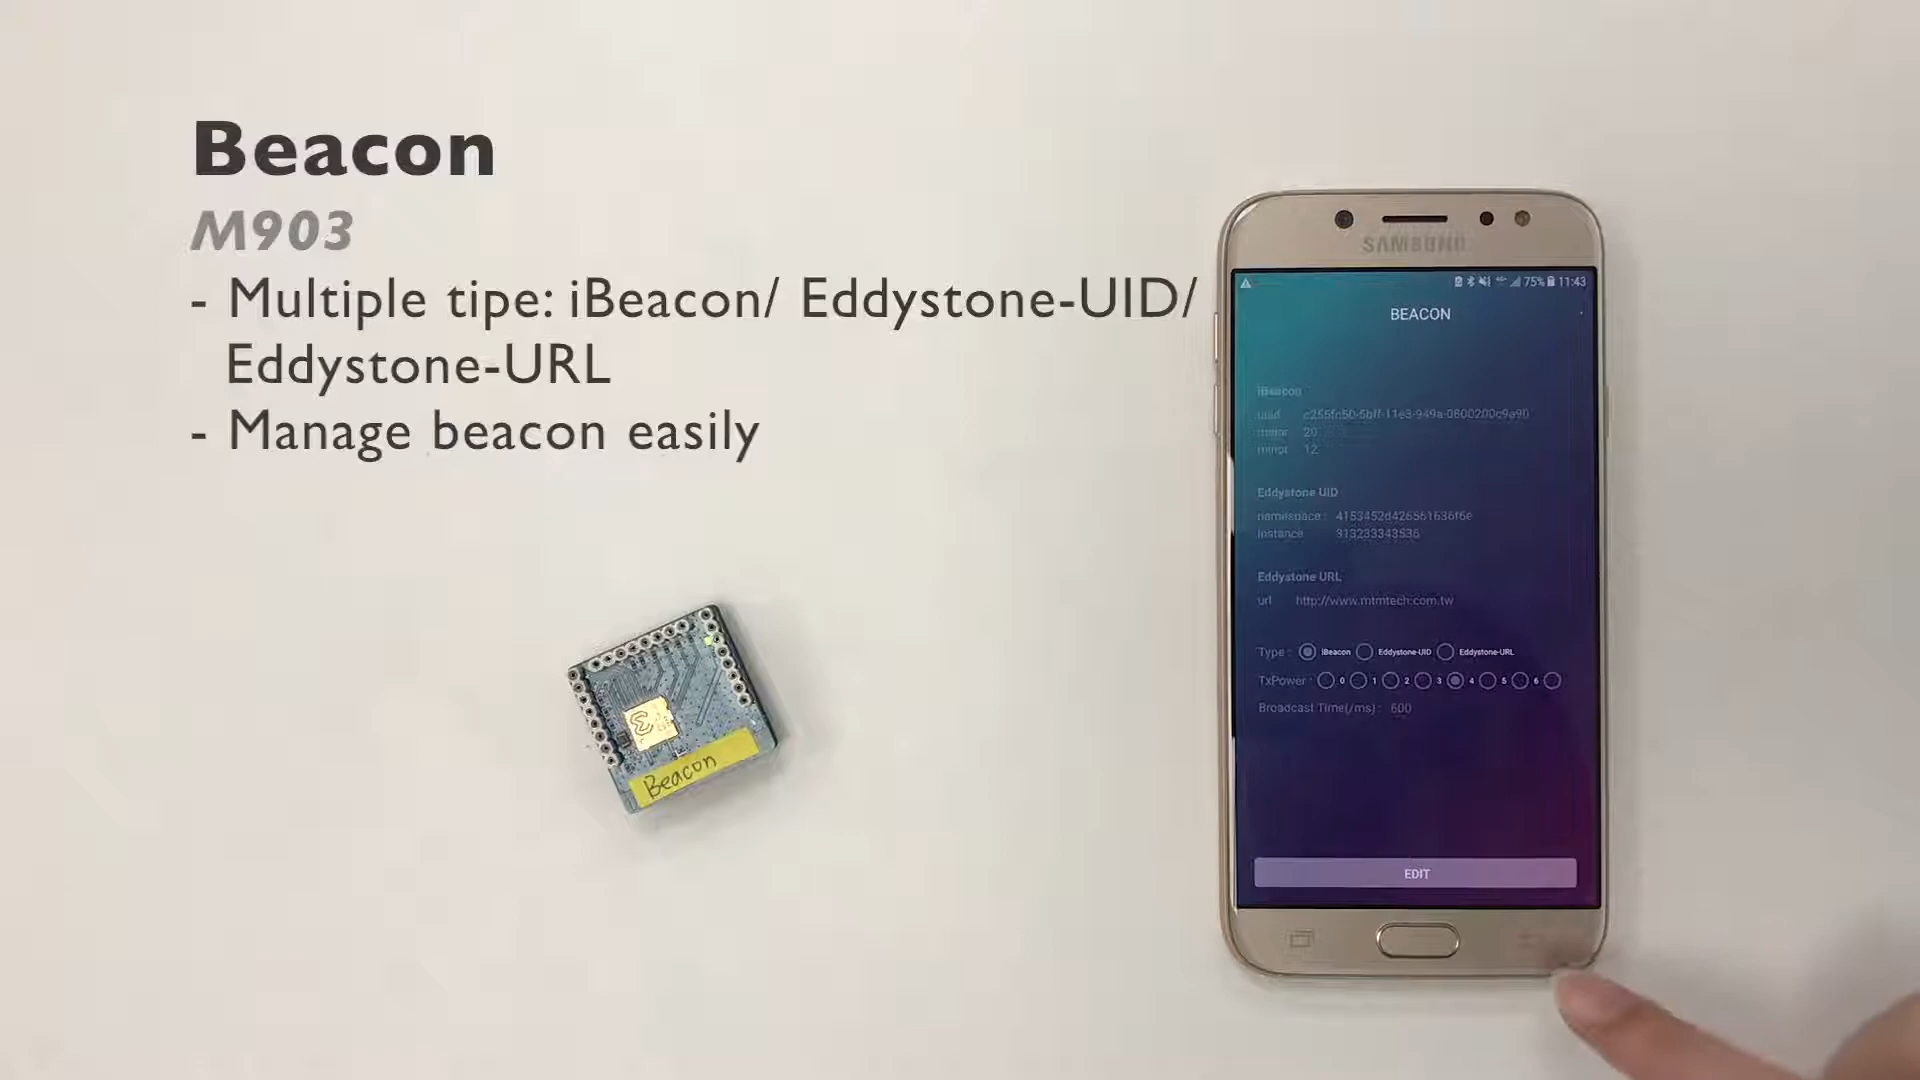 Beacon
M903
- Multiple tipe: iBeacon/ Eddystone-UID/
Eddystone-URL
- Manage beacon easily
SAMSUNG
75% 11:43
BEACON
iBeacon
uuid c255fc50-5bff-11e3-949a-0800200c9a90
20
minor 12
Eddystone UID
namespace : 4153452d426561636f6e
instance 313233343536
Eddystone URL
url http://www.mtmtech.com.tw
Type : iBeacon Eddystone-UID Eddystone-URL
TxPower : 0 1 2 3 4 5 6
Broadcast Time(/ms) : 600
EDIT
Beacon